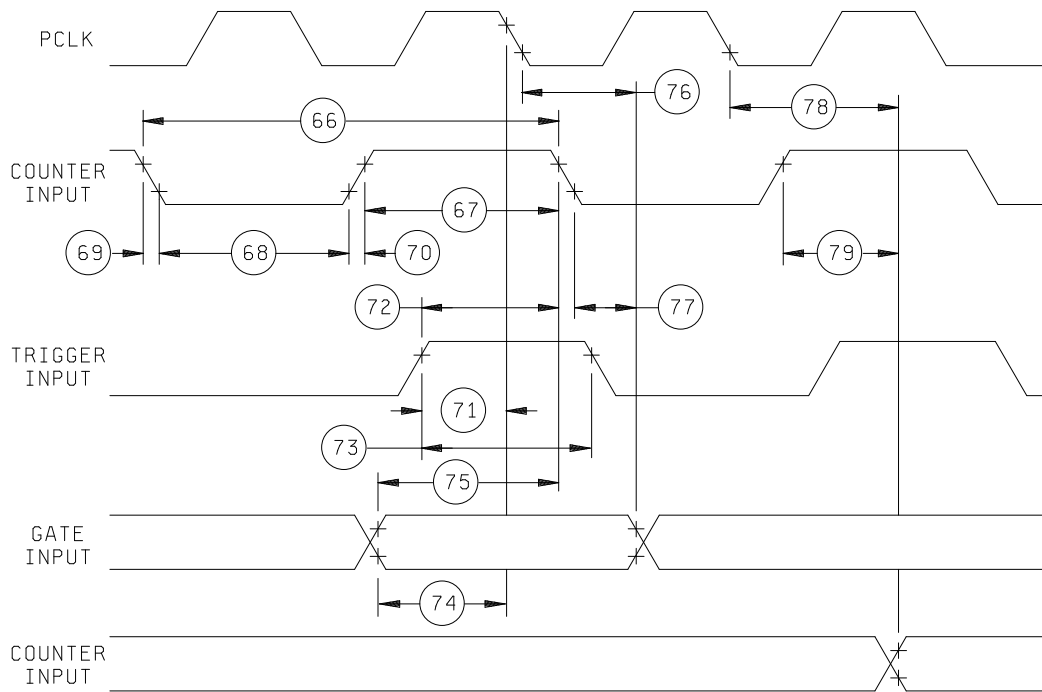 PCLK
76
78
66
COUNTER
INPUT
67
69
68
70
79
72
77
TRIGGER
INPUT
71
73
75
GATE
INPUT
74
COUNTER
INPUT